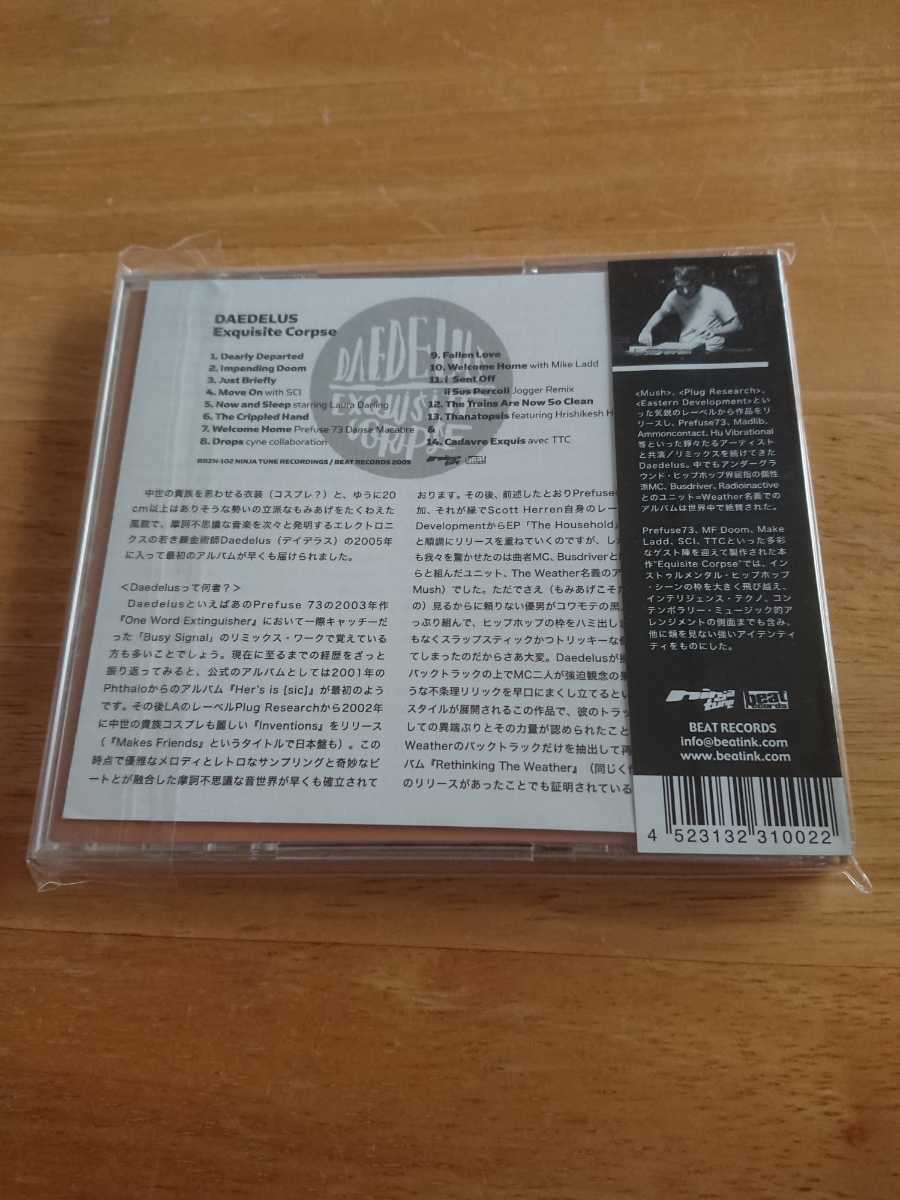 DAEDELUS
Exquisite Corpse
1. Dearly Departed
2. Impending Doom
3. Just Briefly
4. Move On with SCI
5. Now and Sleep starring Laura Darling
6. The Crippled Hand
7. Welcome Home Prefuse 73 Danse Macabre
8. Drops cyne collaboration
9. Fallen Love
10. Welcome Home with Mike Ladd
11. i Sent Off
ii Sus Percoli Jogger Remix
12. The Trains Are Now So Clean
13. Thanatopsis featuring Hrishikesh H
&
14. Cadavre Exquis avec TTC
BRZN-102 NINJA TUNE RECORDINGS / BEAT RECORDS 2005
DAEDELUS
EXQUISITE
CORPSE
中世の貴族を思わせる衣装（コスプレ？）と、ゆうに20
cm以上はありそうな勢いの立派なもみあげをたくわえた
風貌で、摩訶不思議な音楽を次々と発明するエレクトロニ
クスの若き錬金術師Daedelus（デイデラス）の2005年
に入って最初のアルバムが早くも届けられました。
＜Daedelusって何者？＞
DaedelusといえばあのPrefuse 73の2003年作
『One Word Extinguisher』において一際キャッチーだ
った「Busy Signal」のリミックス・ワークで覚えている
方も多いことでしょう。現在に至るまでの経歴をざっと
振り返ってみると、公式のアルバムとしては2001年の
Phthaloからのアルバム『Her's is [sic]』が最初のよう
です。その後LAのレーベルPlug Researchから2002年
に中世の貴族コスプレも麗しい『Inventions』をリリース
（『Makes Friends』というタイトルで日本盤も）。この
時点で優雅なメロディとレトロなサンプリングと奇妙なビ
ートとが融合した摩訶不思議な音世界が早くも確立されて
おります。その後、前述したとおりPrefuse
加、それが縁でScott Herren自身のレー
DevelopmentからEP「The Household」
と順調にリリースを重ねていくのですが、しか
も我々を驚かせたのは曲者MC、Busdriverと
らと組んだユニット、The Weather名義のア
Mush）でした。ただでさえ（もみあげこそた
の）見るからに頼りない優男がコワモテの黒
っぷり組んで、ヒップホップの枠をハミ出しま
もなくスラップスティックかつトリッキーな
てしまったのだからさあ大変。Daedelusが
バックトラックの上でMC二人が強迫観念の
うな不条理リリックを早口にまくし立てるとい
スタイルが展開されるこの作品で、彼のトラッ
しての異端ぶりとその力量が認められたこと
Weatherのバックトラックだけを抽出して再
バム『Rethinking The Weather』（同じく
のリリースがあったことでも証明されている
<Mush>、<Plug Research>、
<Eastern Development>とい
った気鋭のレーベルから作品をリ
リースし、Prefuse73、Madlib、
Ammoncontact、Hu Vibrational
等といった錚々たるアーティスト
と共演／リミックスを続けてきた
Daedelus。中でもアンダーグラ
ウンド・ヒップホップ界屈指の個性
派MC、Busdriver、Radioinactive
とのユニット=Weather名義での
アルバムは世界中で絶賛された。
Prefuse73、MF Doom、Make
Ladd、SCI、TTCといった多彩
なゲスト陣を迎えて製作された本
作"Equisite Corpse"では、インス
トゥルメンタル・ヒップホップ
・シーンの枠を大きく飛び越え、
インテリジェンス・テクノ、コン
テンポラリー・ミュージック的アレ
ンジメントの側面までも含み、
他に類を見ない強いアイデンティ
ティをものにした。
ninja tune
beat records
BEAT RECORDS
info@beatink.com
www.beatink.com
4 523132 310022